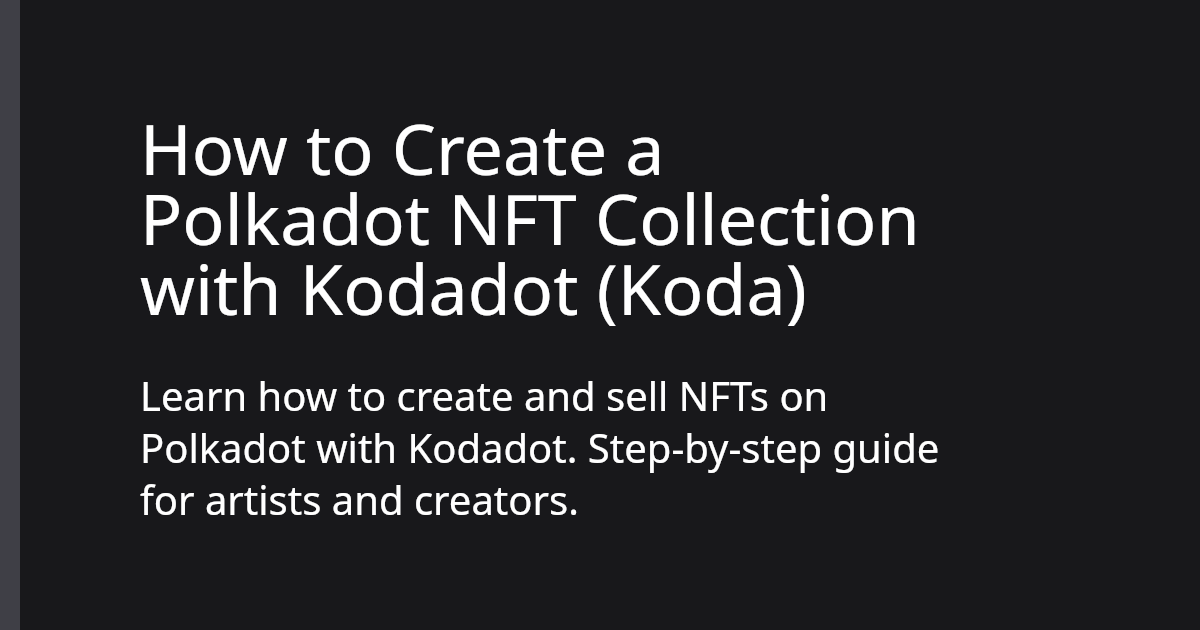 How to Create a
Polkadot NFT Collection
with Kodadot (Koda)
Learn how to create and sell NFTs on
Polkadot with Kodadot. Step-by-step guide
for artists and creators.